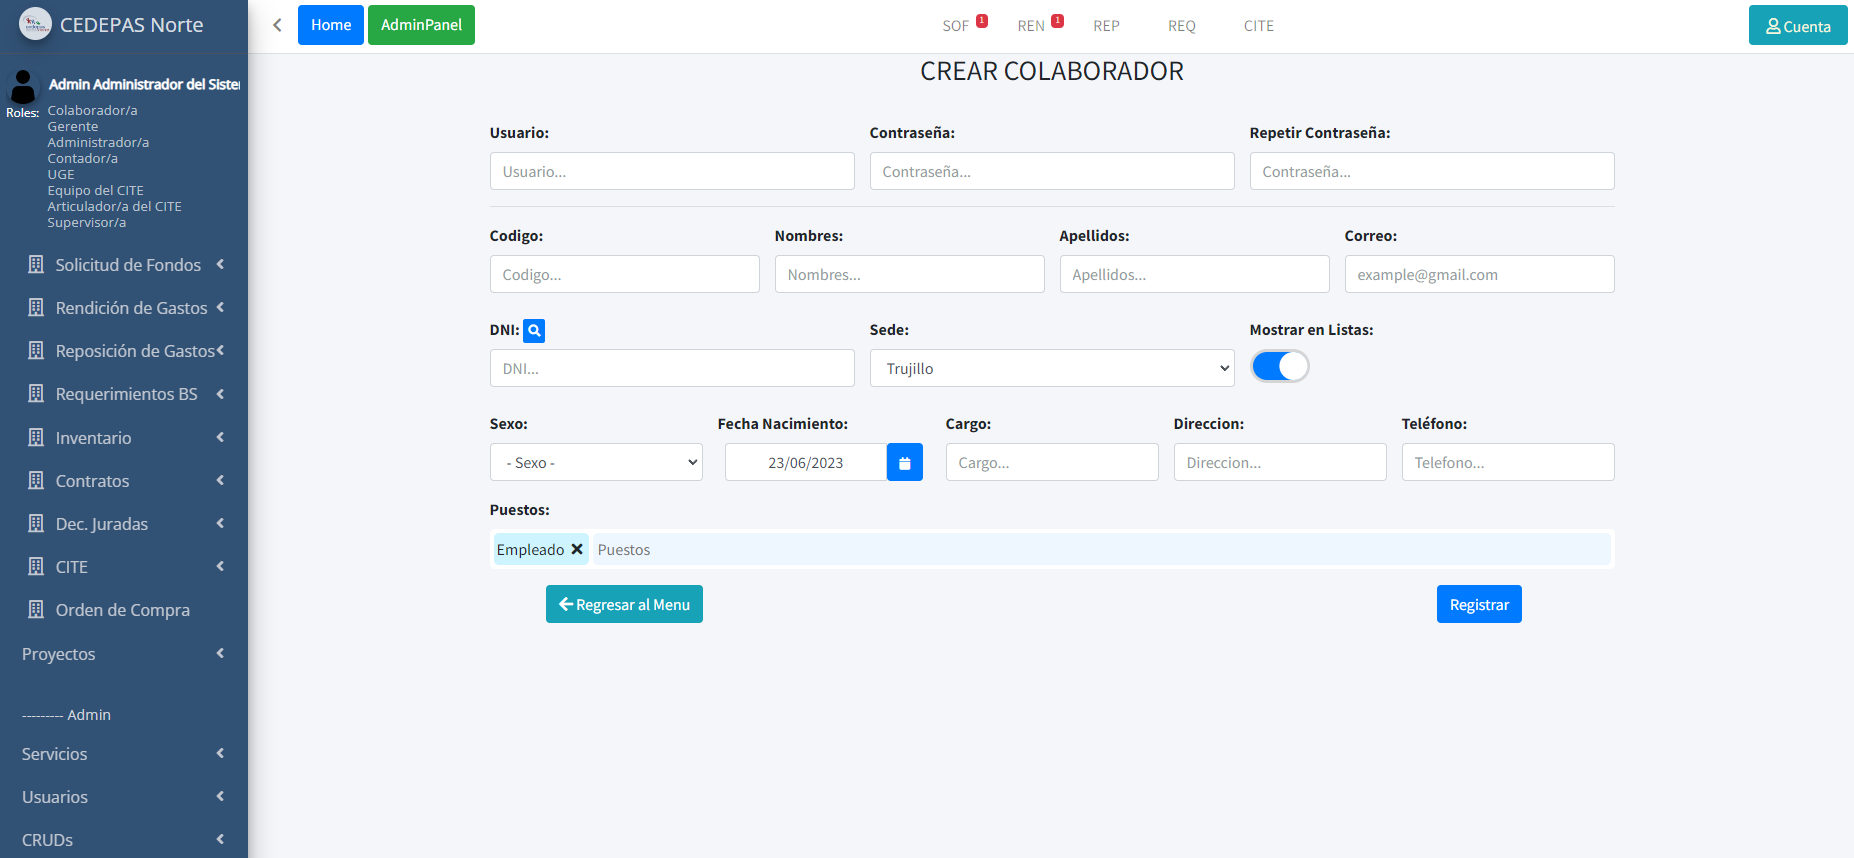 CEDEPAS Norte
Admin Administrador del Sister
Roles:
Colaborador/a
Gerente
Administrador/a
Contador/a
UGE
Equipo del CITE
Articulador/a del CITE
Supervisor/a
Solicitud de Fondos
Rendición de Gastos
Reposición de Gastos
Requerimientos BS
Inventario
Contratos
Dec. Juradas
CITE
Orden de Compra
Proyectos
--------- Admin
Servicios
Usuarios
CRUDs
Home
AdminPanel
SOF 1
REN 1
REP
REQ
CITE
Cuenta
CREAR COLABORADOR
Usuario:
Contraseña:
Repetir Contraseña:
Usuario...
Contraseña...
Contraseña...
Codigo:
Nombres:
Apellidos:
Correo:
Codigo...
Nombres...
Apellidos...
example@gmail.com
DNI:
Sede:
Mostrar en Listas:
DNI...
Trujillo
Sexo:
Fecha Nacimiento:
Cargo:
Direccion:
Teléfono:
- Sexo -
23/06/2023
Cargo...
Direccion...
Telefono...
Puestos:
Empleado
Puestos
Regresar al Menu
Registrar